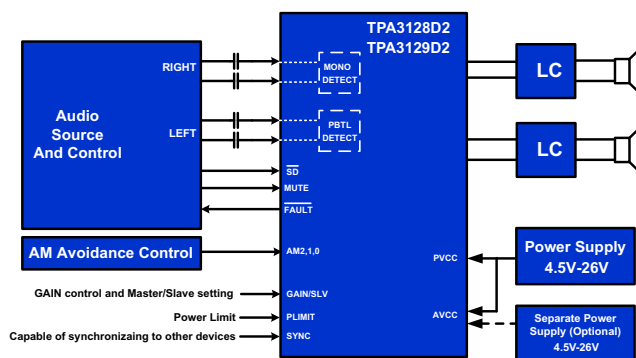 TPA3128D2
TPA3129D2
RIGHT
MONO
DETECT
LC
Audio
Source
And Control
LEFT
PBTL
DETECT
LC
SD
MUTE
FAULT
AM Avoidance Control
AM2,1,0
PVCC
Power Supply
4.5V-26V
GAIN control and Master/Slave setting
GAIN/SLV
Power Limit
PLIMIT
AVCC
Separate Power
Supply (Optional)
4.5V-26V
Capable of synchronizaing to other devices
SYNC